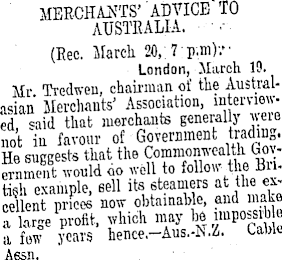 MERCHANTS' ADVICE TO
AUSTRALIA.
(Rec. March 20, 7 p.m):
London, March 19.
Mr. Tredwen, chairman of the Austral-
asian Merchants' Association, interview-
ed, said that merchants generally were
not in favour of Government trading.
He suggests that the Commonwealth Gov-
ernment would do well to follow the Bri-
tish example, sell its steamers at the ex-
cellent prices now obtainable, and make
a large profit, which may be impossible
a few years hence.—Aus.-N.Z. Cable
Assn.